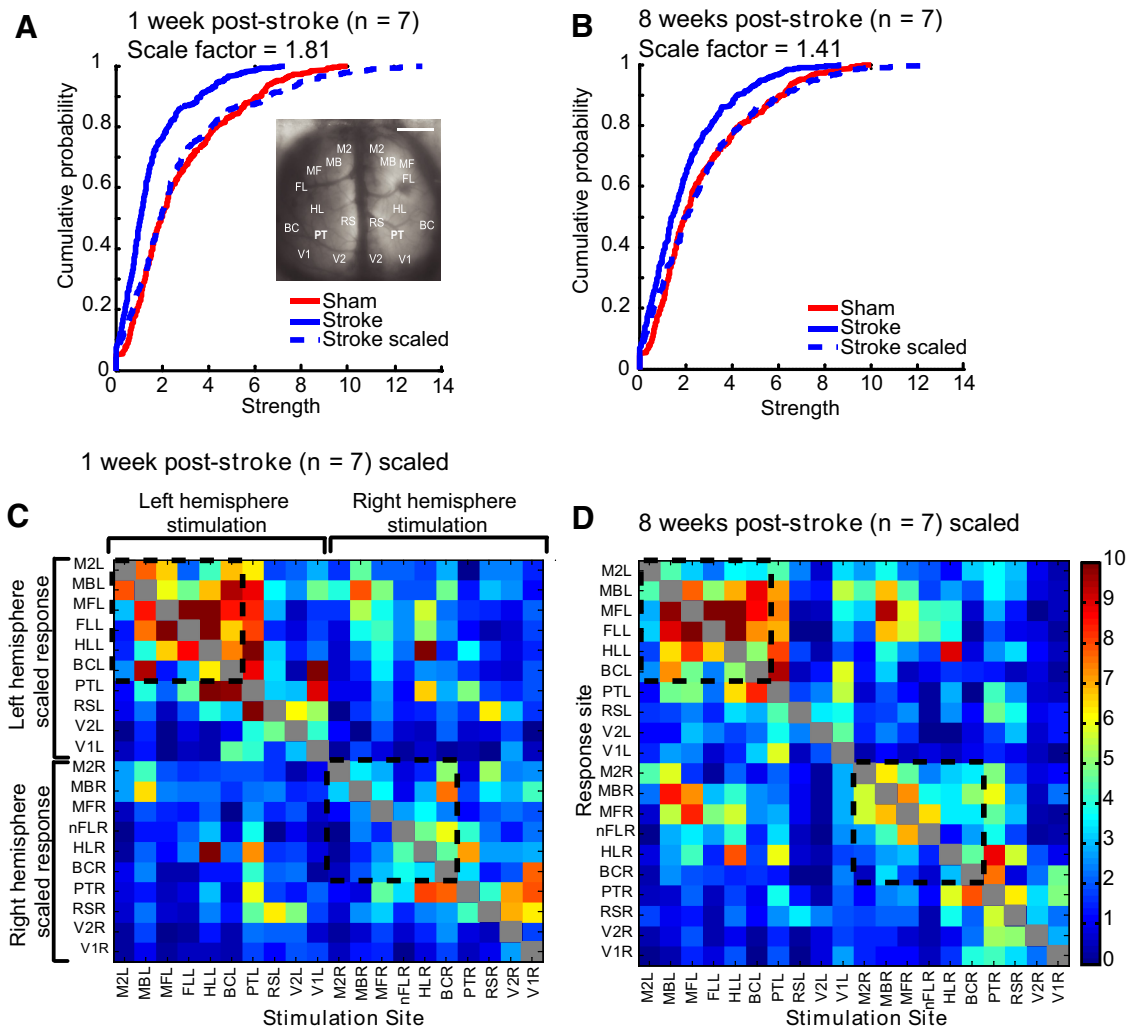 A
1 week post-stroke (n = 7)
Scale factor = 1.81
Cumulative probability
1
0.8
0.6
0.4
0.2
0
0 2 4 6 8 10 12 14
Strength
Sham
Stroke
Stroke scaled
M2 M2
MB MB
MF MF
FL FL
HL HL
RS RS
BC BC
PT PT
V1 V2 V2 V1
B
8 weeks post-stroke (n = 7)
Scale factor = 1.41
Cumulative probability
1
0.8
0.6
0.4
0.2
0
0 2 4 6 8 10 12 14
Strength
Sham
Stroke
Stroke scaled
1 week post-stroke (n = 7) scaled
C
Left hemisphere
stimulation
Right hemisphere
stimulation
Left hemisphere
scaled response
Right hemisphere
scaled response
M2L
MBL
MFL
FLL
HLL
BCL
PTL
RSL
V2L
V1L
M2R
MBR
MFR
nFLR
HLR
BCR
PTR
RSR
V2R
V1R
M2L MBL MFL FLL HLL BCL PTL RSL V2L V1L M2R MBR MFR nFLR HLR BCR PTR RSR V2R V1R
Stimulation Site
D
8 weeks post-stroke (n = 7) scaled
Response site
M2L
MBL
MFL
FLL
HLL
BCL
PTL
RSL
V2L
V1L
M2R
MBR
MFR
nFLR
HLR
BCR
PTR
RSR
V2R
V1R
M2L MBL MFL FLL HLL BCL PTL RSL V2L V1L M2R MBR MFR nFLR HLR BCR PTR RSR V2R V1R
Stimulation Site
10
9
8
7
6
5
4
3
2
1
0